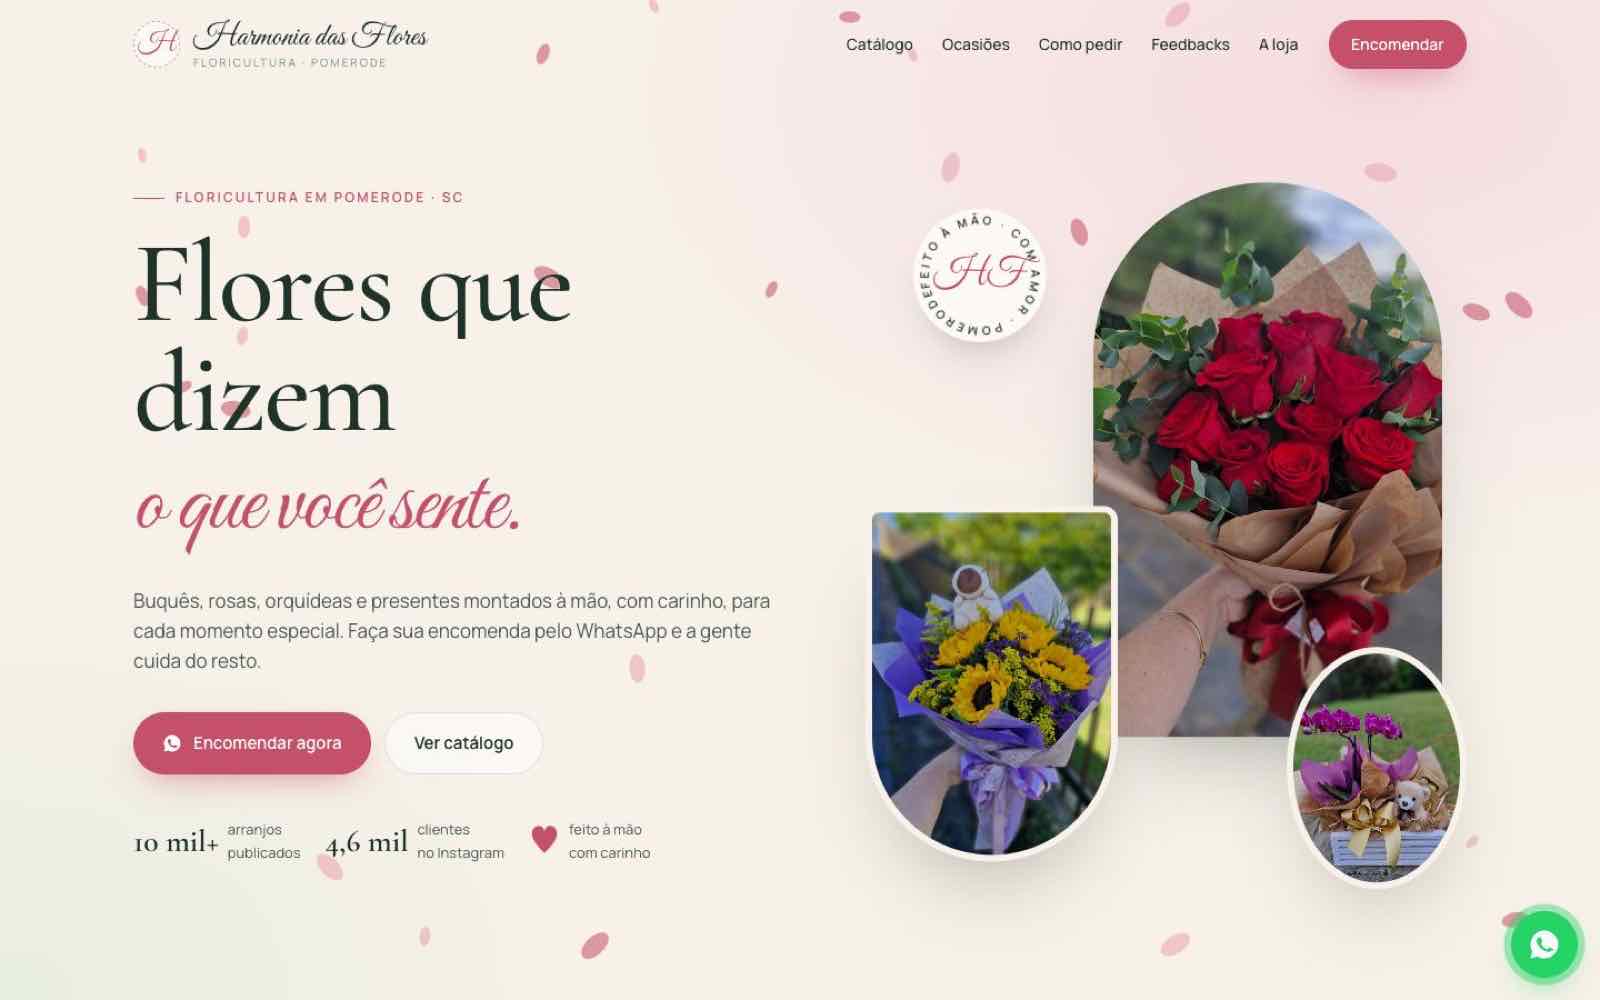 H
Harmonia das Flores
FLORICULTURA · POMERODE
Catálogo
Ocasiões
Como pedir
Feedbacks
A loja
Encomendar
FLORICULTURA EM POMERODE · SC
Flores que
dizem
o que você sente.
Buquês, rosas, orquídeas e presentes montados à mão, com carinho, para
cada momento especial. Faça sua encomenda pelo WhatsApp e a gente
cuida do resto.
Encomendar agora
Ver catálogo
10 mil+
arranjos
publicados
4,6 mil
clientes
no Instagram
feito à mão
com carinho
FEITO À MÃO · COM AMOR · POMERODE
HF